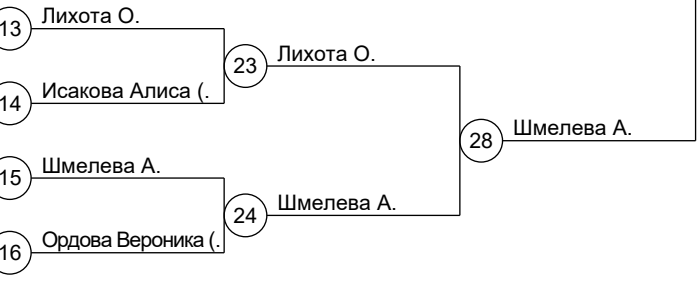 13 Лихота О.
23 Лихота О.
14 Исакова Алиса (.
28 Шмелева А.
15 Шмелева А.
24 Шмелева А.
16 Ордова Вероника (.